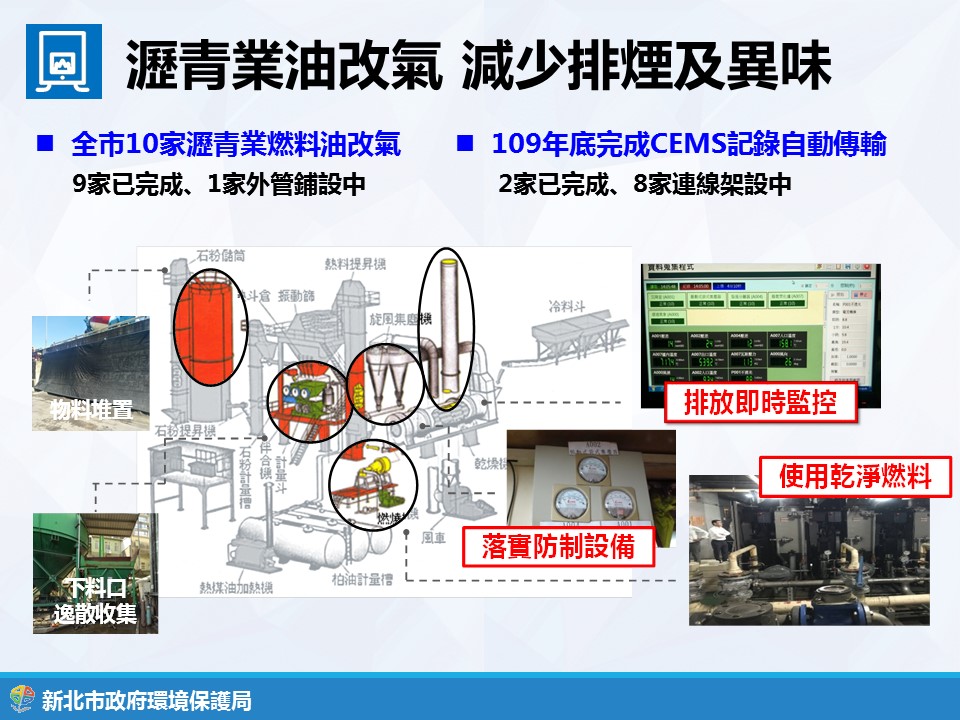 瀝青業油改氣 減少排煙及異味
■ 全市10家瀝青業燃料油改氣
9家已完成、1家外管鋪設中
■ 109年底完成CEMS記錄自動傳輸
2家已完成、8家連線架設中
石粉儲筒
熱料提昇機
斗倉 振動篩
旋風集塵機
冷料斗
物料堆置
石粉提昇機
石粉計量槽
拌合機
計量斗
乾燥機
燃燒機
風車
熱媒油加熱機
柏油計量槽
下料口
逸散收集
資料蒐集程式
排放即時監控
A002
落實防制設備
使用乾淨燃料
新北市政府環境保護局